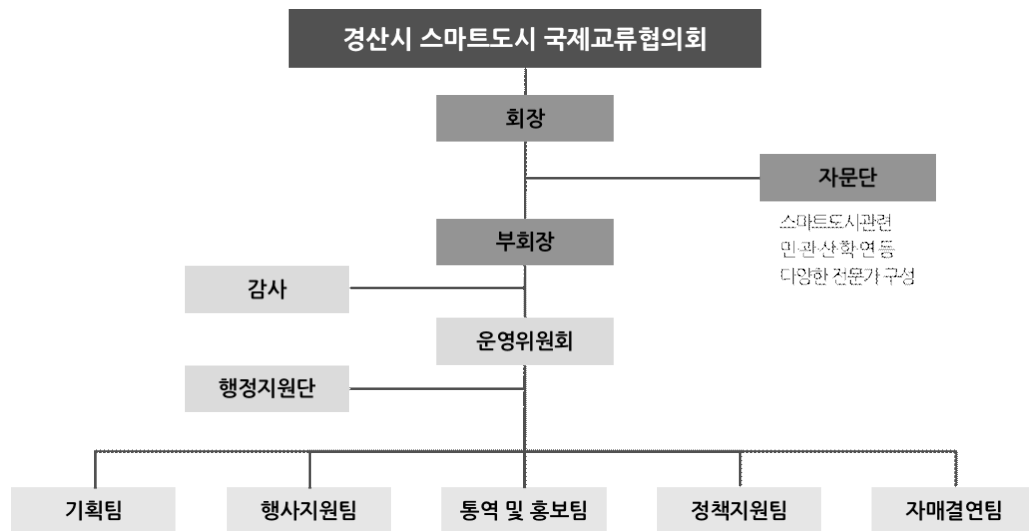 경산시 스마트도시 국제교류협의회
회장
자문단
스마트도시관련
민·관·산·학·연 등
다양한 전문가 구성
부회장
감사
운영위원회
행정지원단
기획팀
행사지원팀
통역 및 홍보팀
정책지원팀
자매결연팀